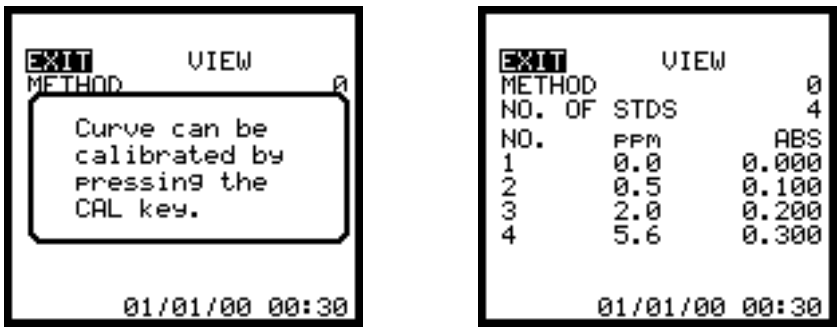 EXIT VIEW
METHOD 0
Curve can be
calibrated by
pressing the
CAL key.
01/01/00 00:30
EXIT VIEW
METHOD 0
NO. OF STDS 4
NO. PPM ABS
1 0.0 0.000
2 0.5 0.100
3 2.0 0.200
4 5.6 0.300
01/01/00 00:30